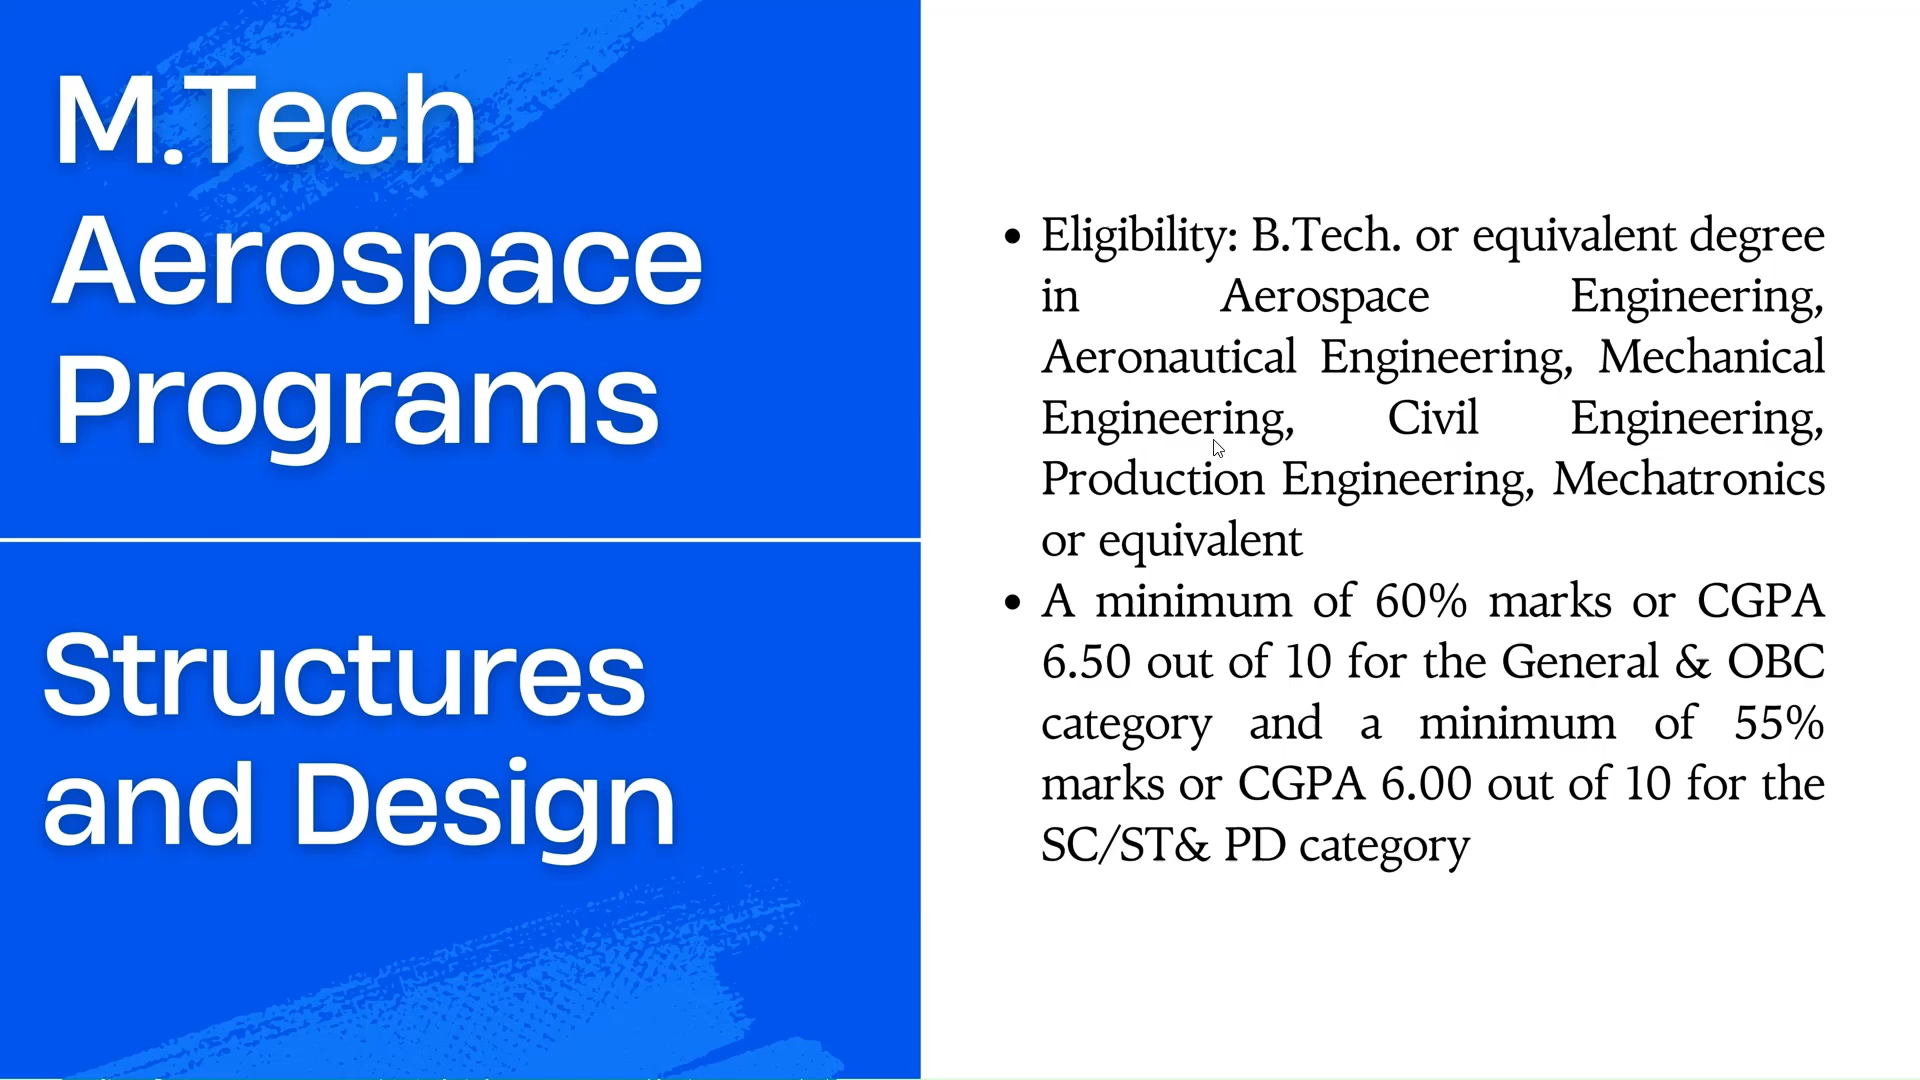 M.Tech
Aerospace
Programs
Structures
and Design
• Eligibility: B.Tech. or equivalent degree
in Aerospace Engineering,
Aeronautical Engineering, Mechanical
Engineering, Civil Engineering,
Production Engineering, Mechatronics
or equivalent
• A minimum of 60% marks or CGPA
6.50 out of 10 for the General & OBC
category and a minimum of 55%
marks or CGPA 6.00 out of 10 for the
SC/ST& PD category